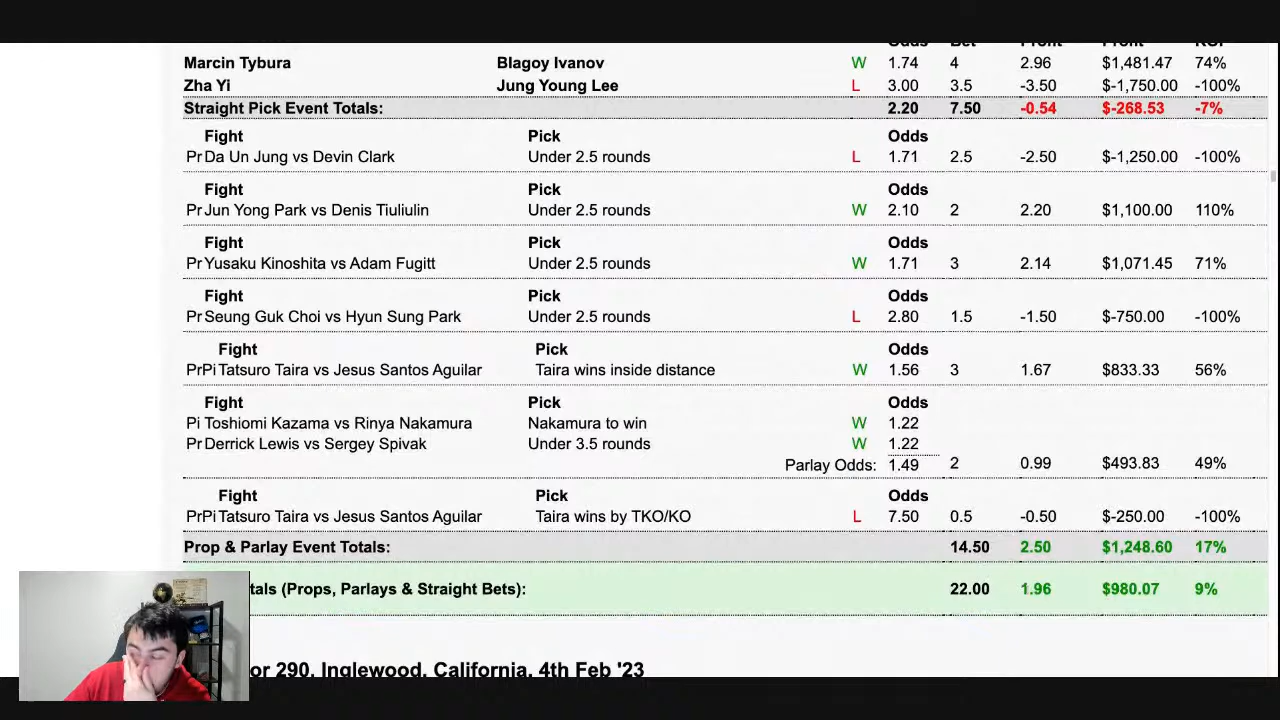 Odds Bet Profit Profit ROI
Marcin Tybura Blagoy Ivanov W 1.74 4 2.96 $1,481.47 74%
Zha Yi Jung Young Lee L 3.00 3.5 -3.50 $-1,750.00 -100%
Straight Pick Event Totals: 2.20 7.50 -0.54 $-268.53 -7%
Fight Pick Odds
Pr Da Un Jung vs Devin Clark Under 2.5 rounds L 1.71 2.5 -2.50 $-1,250.00 -100%
Fight Pick Odds
Pr Jun Yong Park vs Denis Tiuliulin Under 2.5 rounds W 2.10 2 2.20 $1,100.00 110%
Fight Pick Odds
Pr Yusaku Kinoshita vs Adam Fugitt Under 2.5 rounds W 1.71 3 2.14 $1,071.45 71%
Fight Pick Odds
Pr Seung Guk Choi vs Hyun Sung Park Under 2.5 rounds L 2.80 1.5 -1.50 $-750.00 -100%
Fight Pick Odds
PrPi Tatsuro Taira vs Jesus Santos Aguilar Taira wins inside distance W 1.56 3 1.67 $833.33 56%
Fight Pick Odds
Pi Toshiomi Kazama vs Rinya Nakamura Nakamura to win W 1.22
Pr Derrick Lewis vs Sergey Spivak Under 3.5 rounds W 1.22
Parlay Odds: 1.49 2 0.99 $493.83 49%
Fight Pick Odds
PrPi Tatsuro Taira vs Jesus Santos Aguilar Taira wins by TKO/KO L 7.50 0.5 -0.50 $-250.00 -100%
Prop & Parlay Event Totals: 14.50 2.50 $1,248.60 17%
tals (Props, Parlays & Straight Bets): 22.00 1.96 $980.07 9%
or 290, Inglewood, California, 4th Feb '23